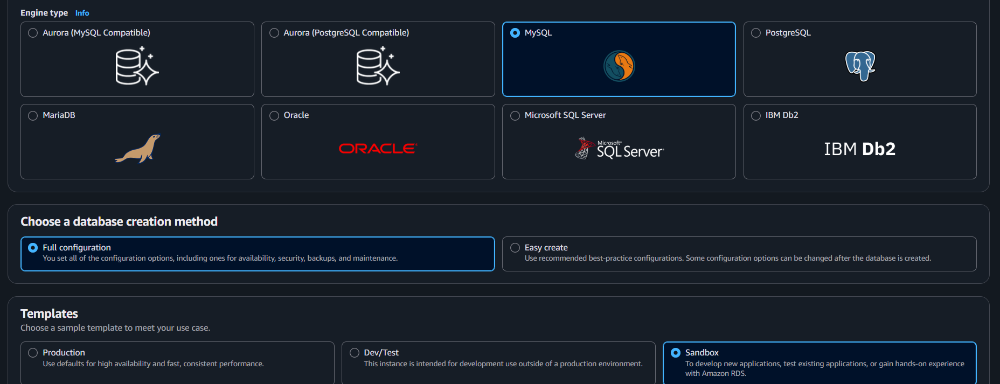 Engine type Info
Aurora (MySQL Compatible)
Aurora (PostgreSQL Compatible)
MySQL
PostgreSQL
MariaDB
Oracle
Microsoft SQL Server
IBM Db2
ORACLE
Microsoft®
SQL Server
IBM Db2
Choose a database creation method
Full configuration
You set all of the configuration options, including ones for availability, security, backups, and maintenance.
Easy create
Use recommended best-practice configurations. Some configuration options can be changed after the database is created.
Templates
Choose a sample template to meet your use case.
Production
Use defaults for high availability and fast, consistent performance.
Dev/Test
This instance is intended for development use outside of a production environment.
Sandbox
To develop new applications, test existing applications, or gain hands-on experience
with Amazon RDS.